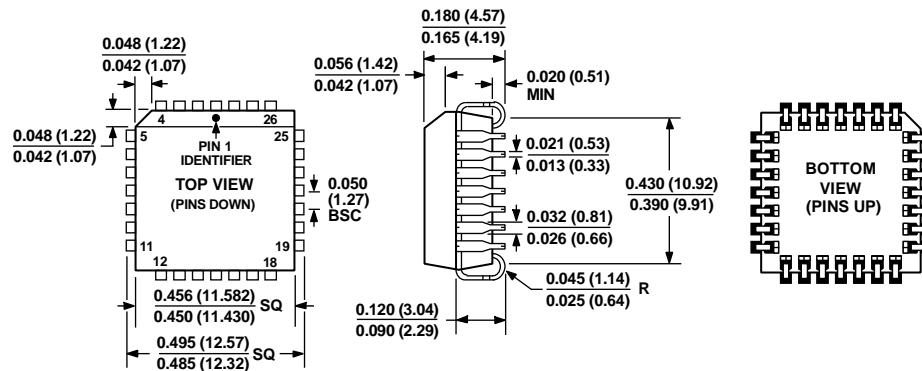 0.048 (1.22)
0.042 (1.07)
0.048 (1.22)
0.042 (1.07)
4
26
5
25
PIN 1
IDENTIFIER
TOP VIEW
(PINS DOWN)
0.050
(1.27)
BSC
11
19
12
18
0.456 (11.582) SQ
0.450 (11.430)
0.495 (12.57) SQ
0.485 (12.32)
0.180 (4.57)
0.165 (4.19)
0.056 (1.42)
0.042 (1.07)
0.020 (0.51)
MIN
0.021 (0.53)
0.013 (0.33)
0.032 (0.81)
0.026 (0.66)
0.430 (10.92)
0.390 (9.91)
0.045 (1.14) R
0.025 (0.64)
0.120 (3.04)
0.090 (2.29)
BOTTOM
VIEW
(PINS UP)